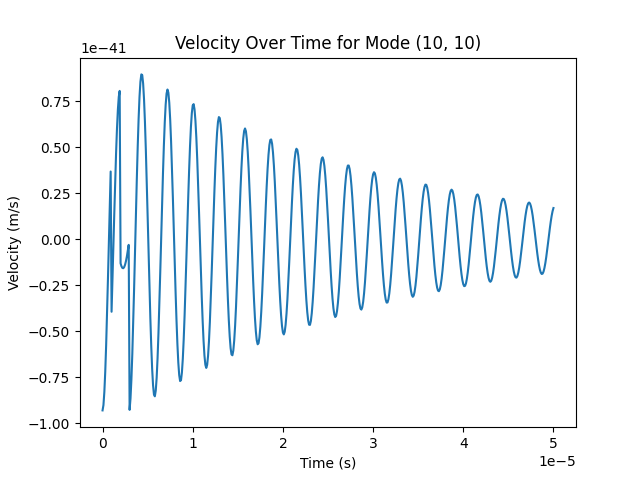 Velocity Over Time for Mode (10, 10)
1e−41
0.75
0.50
0.25
0.00
−0.25
−0.50
−0.75
−1.00
Velocity (m/s)
0 1 2 3 4 5
Time (s)
1e−5